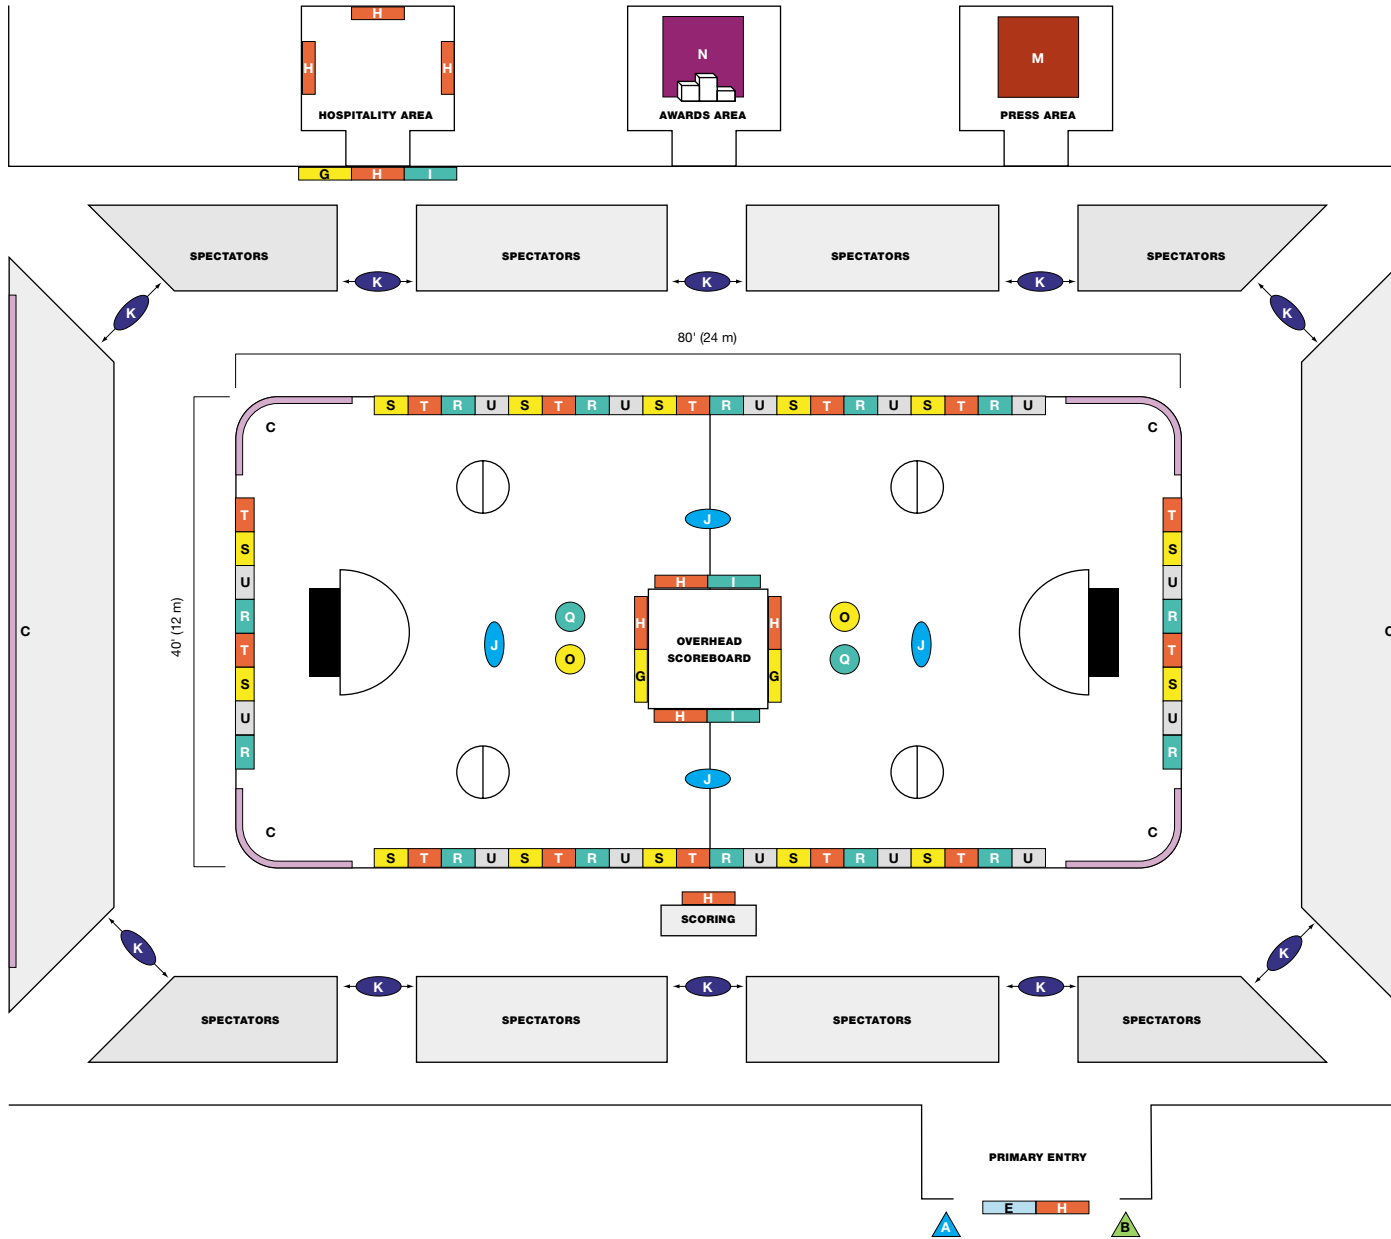 H
N
M
H H
HOSPITALITY AREA
AWARDS AREA
PRESS AREA
G H I
SPECTATORS
SPECTATORS
SPECTATORS
SPECTATORS
K K K
K K
80' (24 m)
S T R U S T R U S T R U S T R U S T R U
C C
T T
J
S S
U U
H I
R Q H H O R
40' (12 m)
C
OVERHEAD
SCOREBOARD
J J
C
T O Q T
S G G S
U H I U
R R
J
C C
S T R U S T R U S T R U S T R U S T R U
H
SCORING
K K
K K K
SPECTATORS
SPECTATORS
SPECTATORS
SPECTATORS
PRIMARY ENTRY
E H
A B